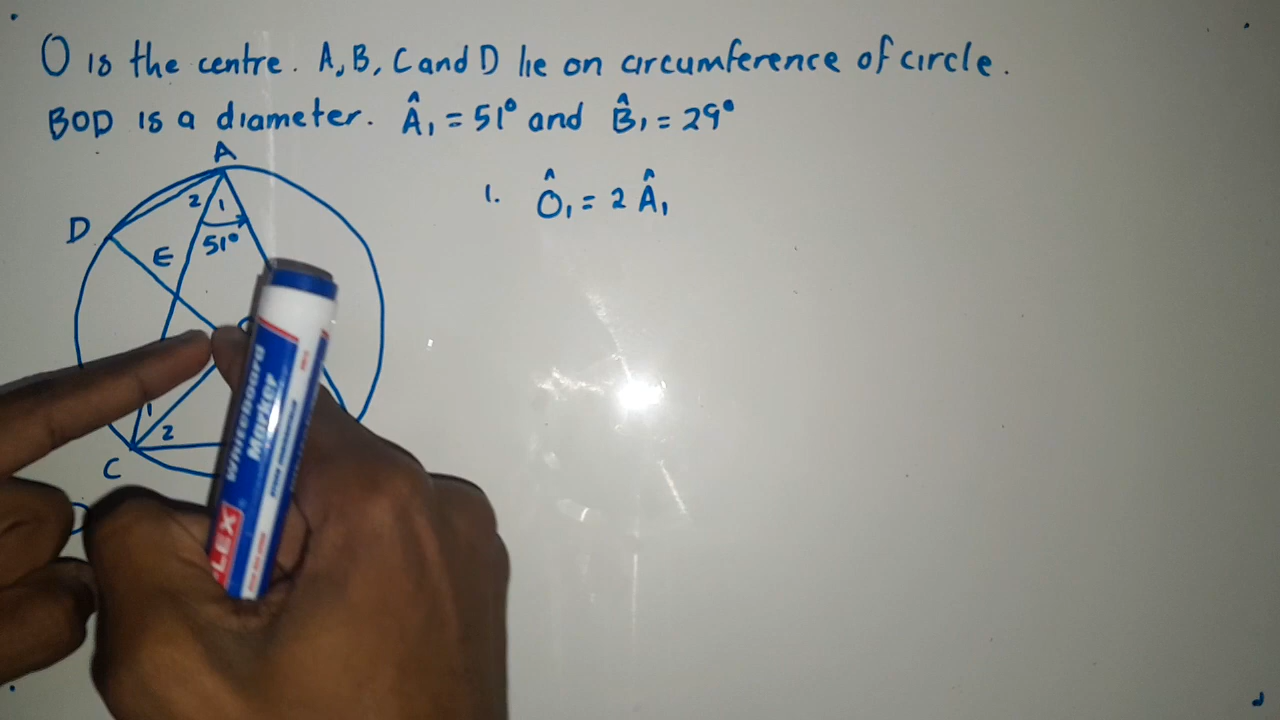 O is the centre. A, B, C and D lie on circumference of circle.
BOD is a diameter. Â₁ = 51° and B̂₁ = 29°
A
2 1
D
E 51°
1. Ô₁ = 2 Â₁
1
2
C
Whiteboard
Marker
LEX